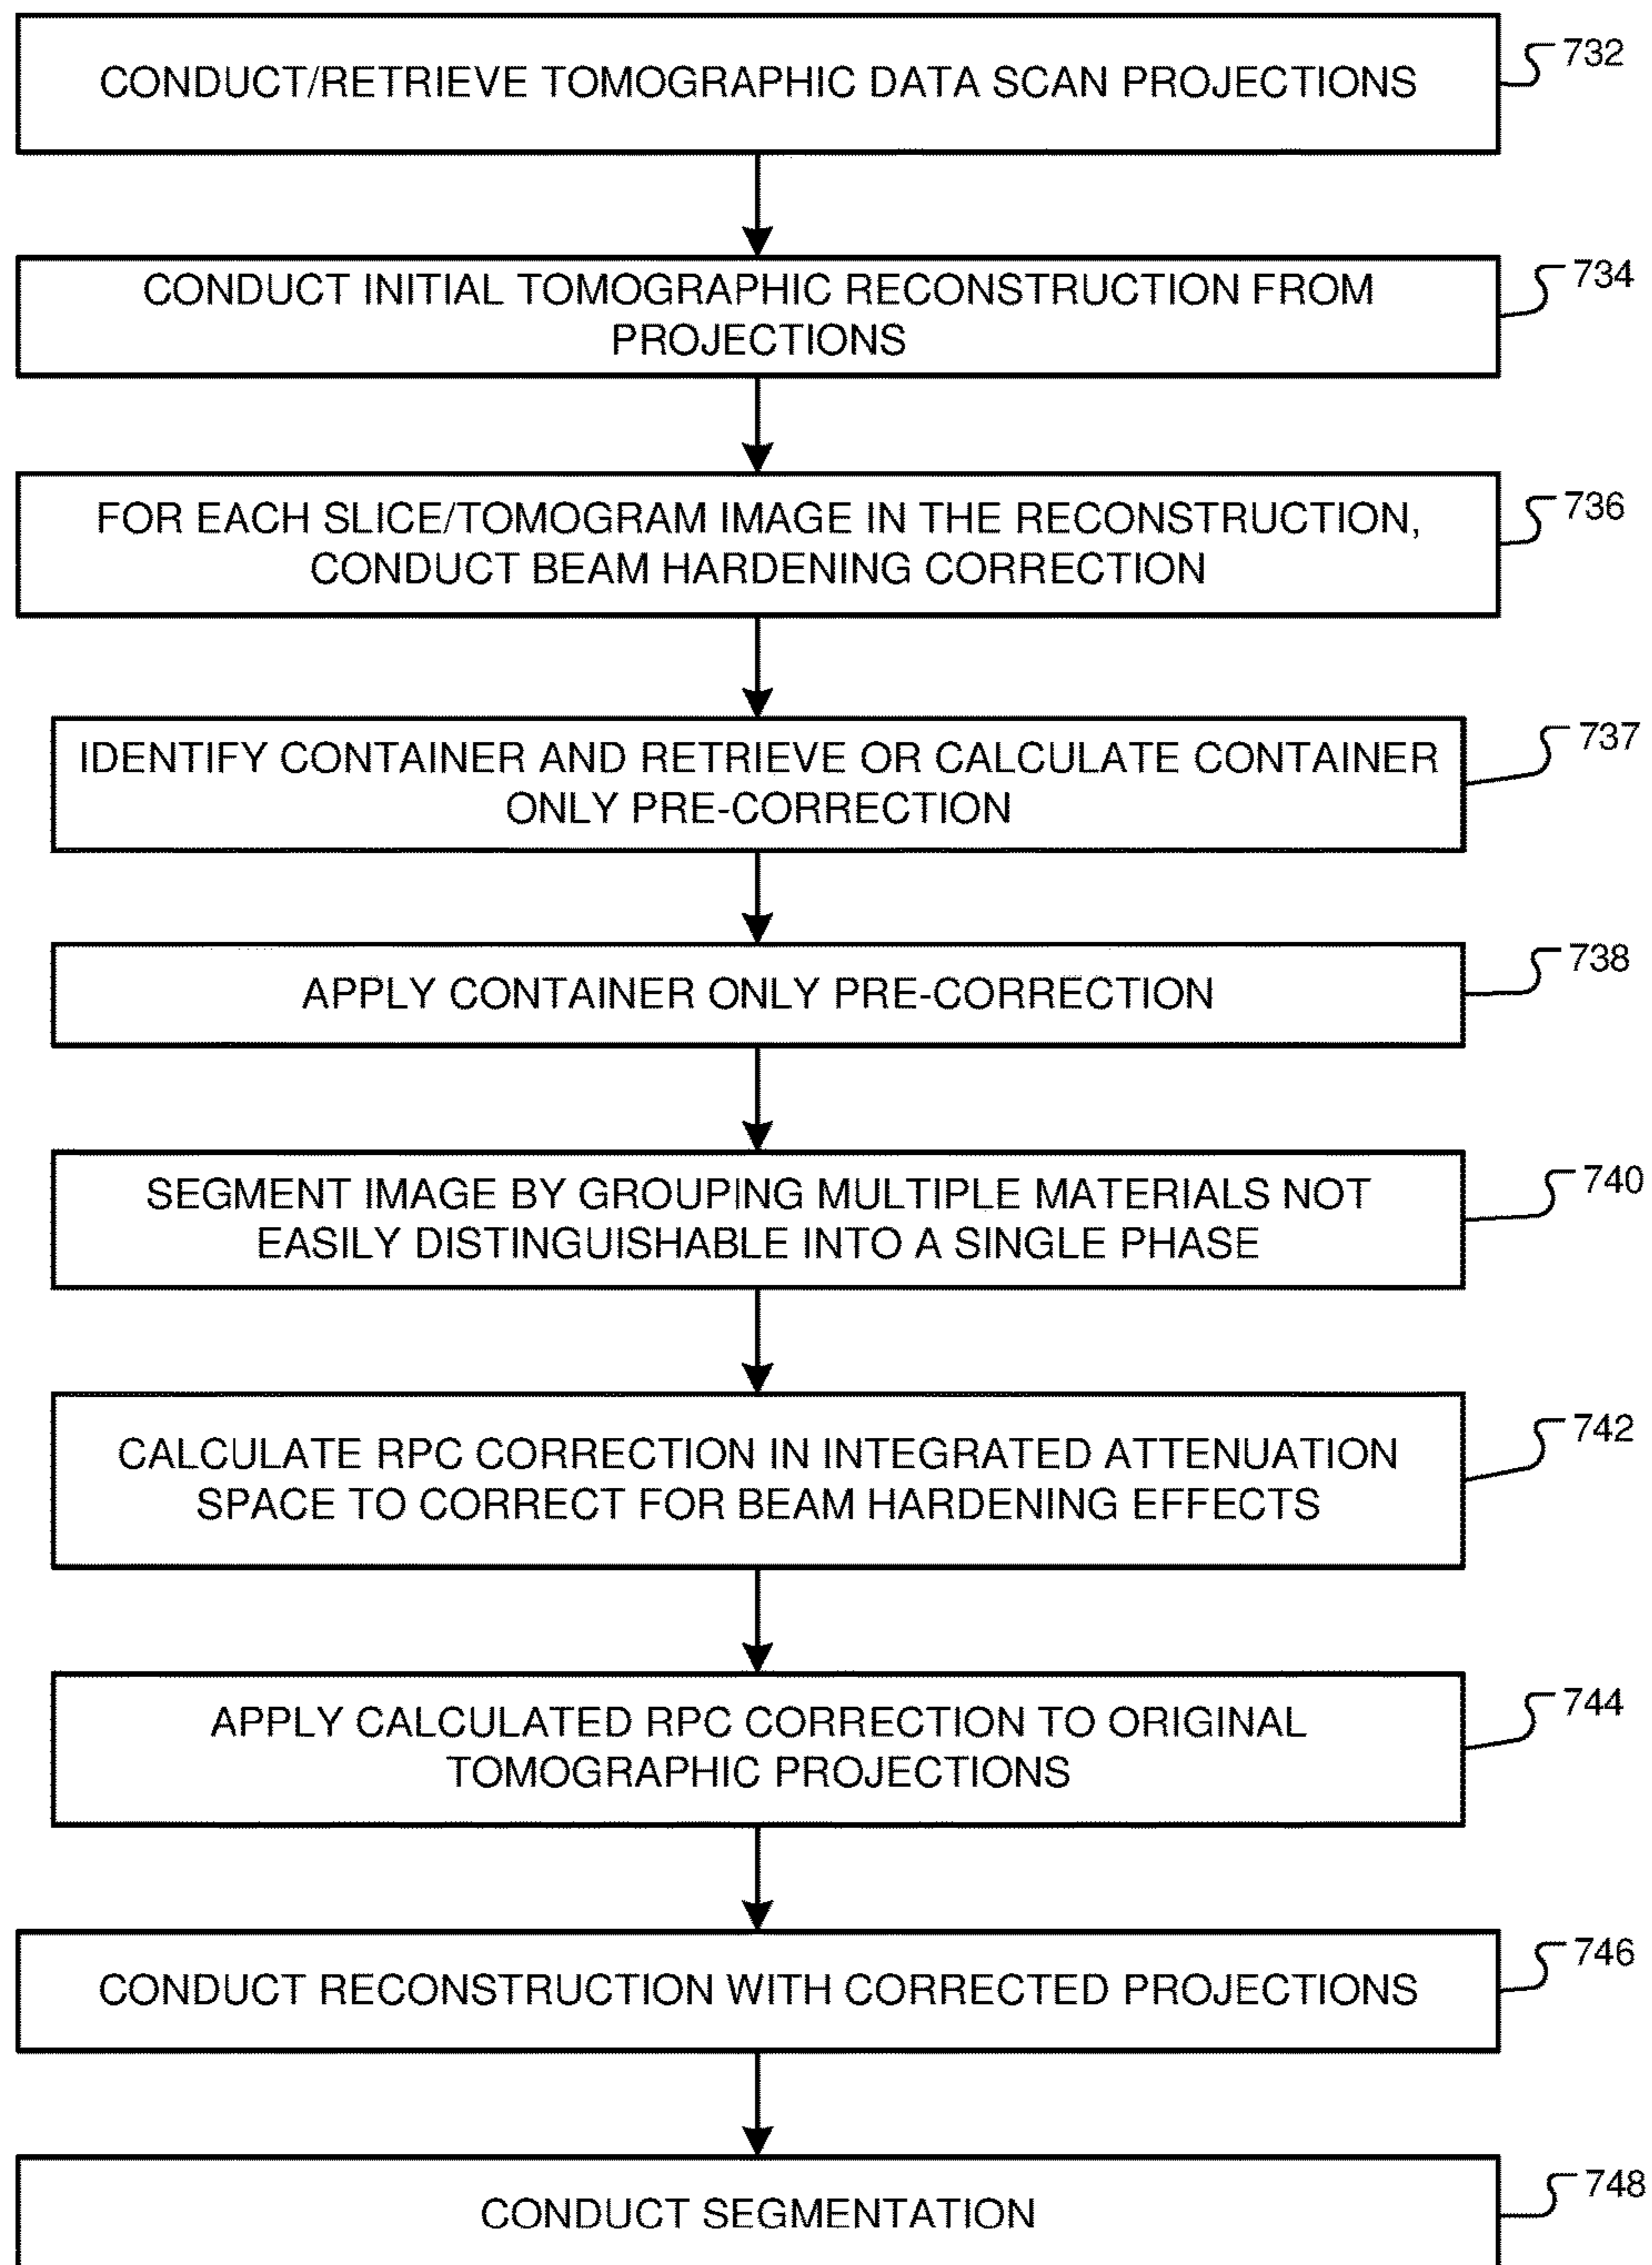 CONDUCT/RETRIEVE TOMOGRAPHIC DATA SCAN PROJECTIONS
732
CONDUCT INITIAL TOMOGRAPHIC RECONSTRUCTION FROM
PROJECTIONS
734
FOR EACH SLICE/TOMOGRAM IMAGE IN THE RECONSTRUCTION,
CONDUCT BEAM HARDENING CORRECTION
736
IDENTIFY CONTAINER AND RETRIEVE OR CALCULATE CONTAINER
ONLY PRE-CORRECTION
737
APPLY CONTAINER ONLY PRE-CORRECTION
738
SEGMENT IMAGE BY GROUPING MULTIPLE MATERIALS NOT
EASILY DISTINGUISHABLE INTO A SINGLE PHASE
740
CALCULATE RPC CORRECTION IN INTEGRATED ATTENUATION
SPACE TO CORRECT FOR BEAM HARDENING EFFECTS
742
APPLY CALCULATED RPC CORRECTION TO ORIGINAL
TOMOGRAPHIC PROJECTIONS
744
CONDUCT RECONSTRUCTION WITH CORRECTED PROJECTIONS
746
CONDUCT SEGMENTATION
748